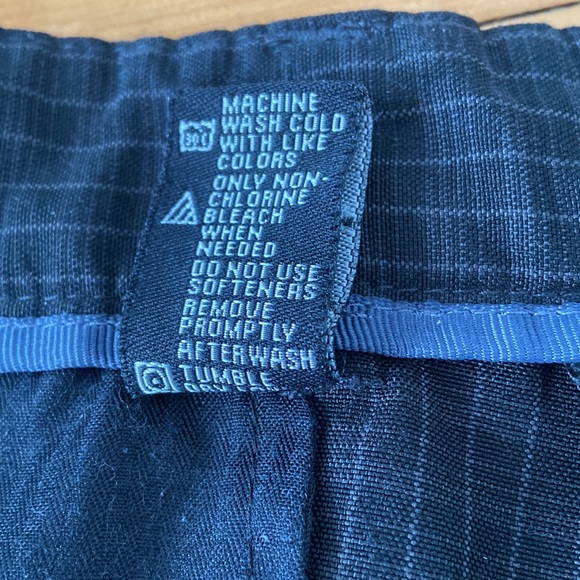 MACHINE
WASH COLD
30C WITH LIKE
COLORS
ONLY NON-
CHLORINE
BLEACH
WHEN
NEEDED
DO NOT USE
SOFTENERS
REMOVE
PROMPTLY
AFTER WASH
TUMBLE